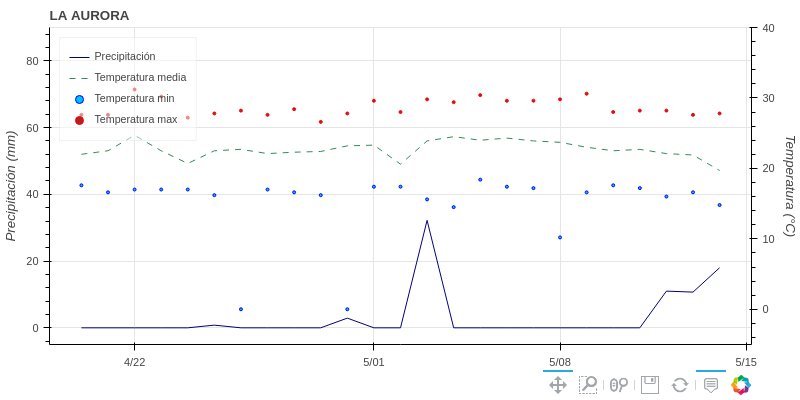 LA AURORA
Precipitación
Temperatura media
Temperatura min
Temperatura max
Precipitación (mm)
80
60
40
20
0
Temperatura (°C)
40
30
20
10
0
4/22
5/01
5/08
5/15